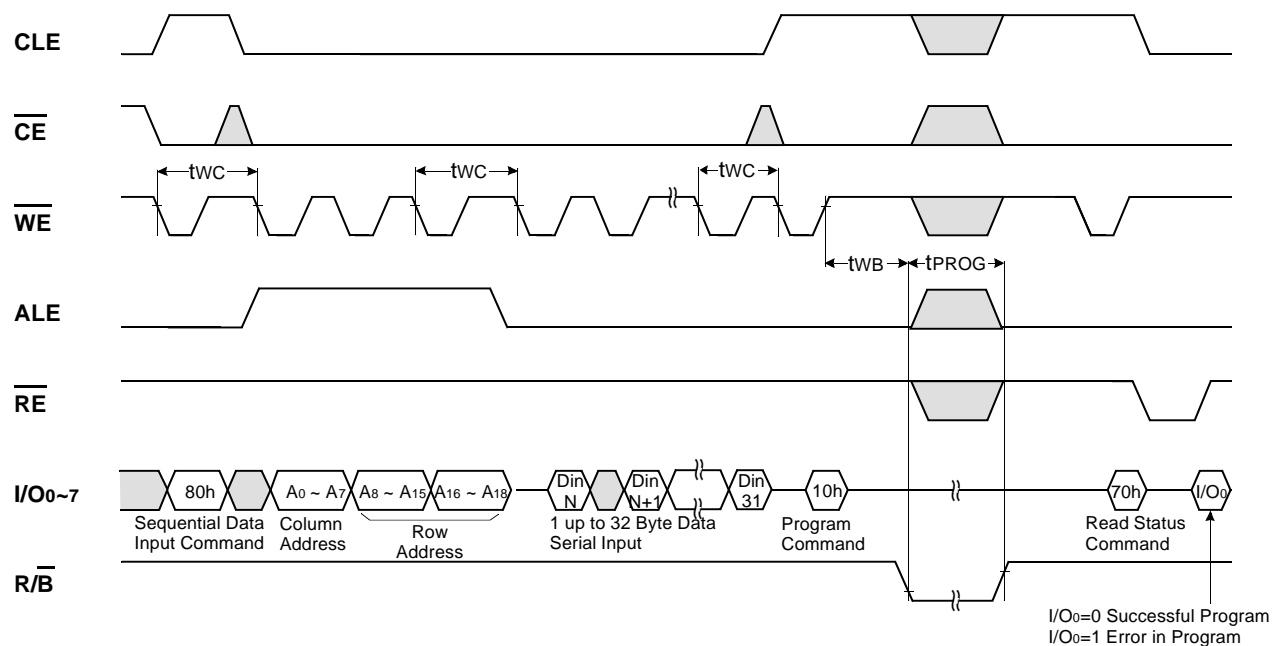 CLE
CE
tWC tWC tWC
WE
tWB tPROG
ALE
RE
I/O0~7 80h A0 ~ A7 A8 ~ A15 A16 ~ A18 Din N Din N+1 Din 31 10h 70h I/O0
Sequential Data Input Command
Column Address
Row Address
1 up to 32 Byte Data Serial Input
Program Command
Read Status Command
R/B
I/O0=0 Successful Program
I/O0=1 Error in Program